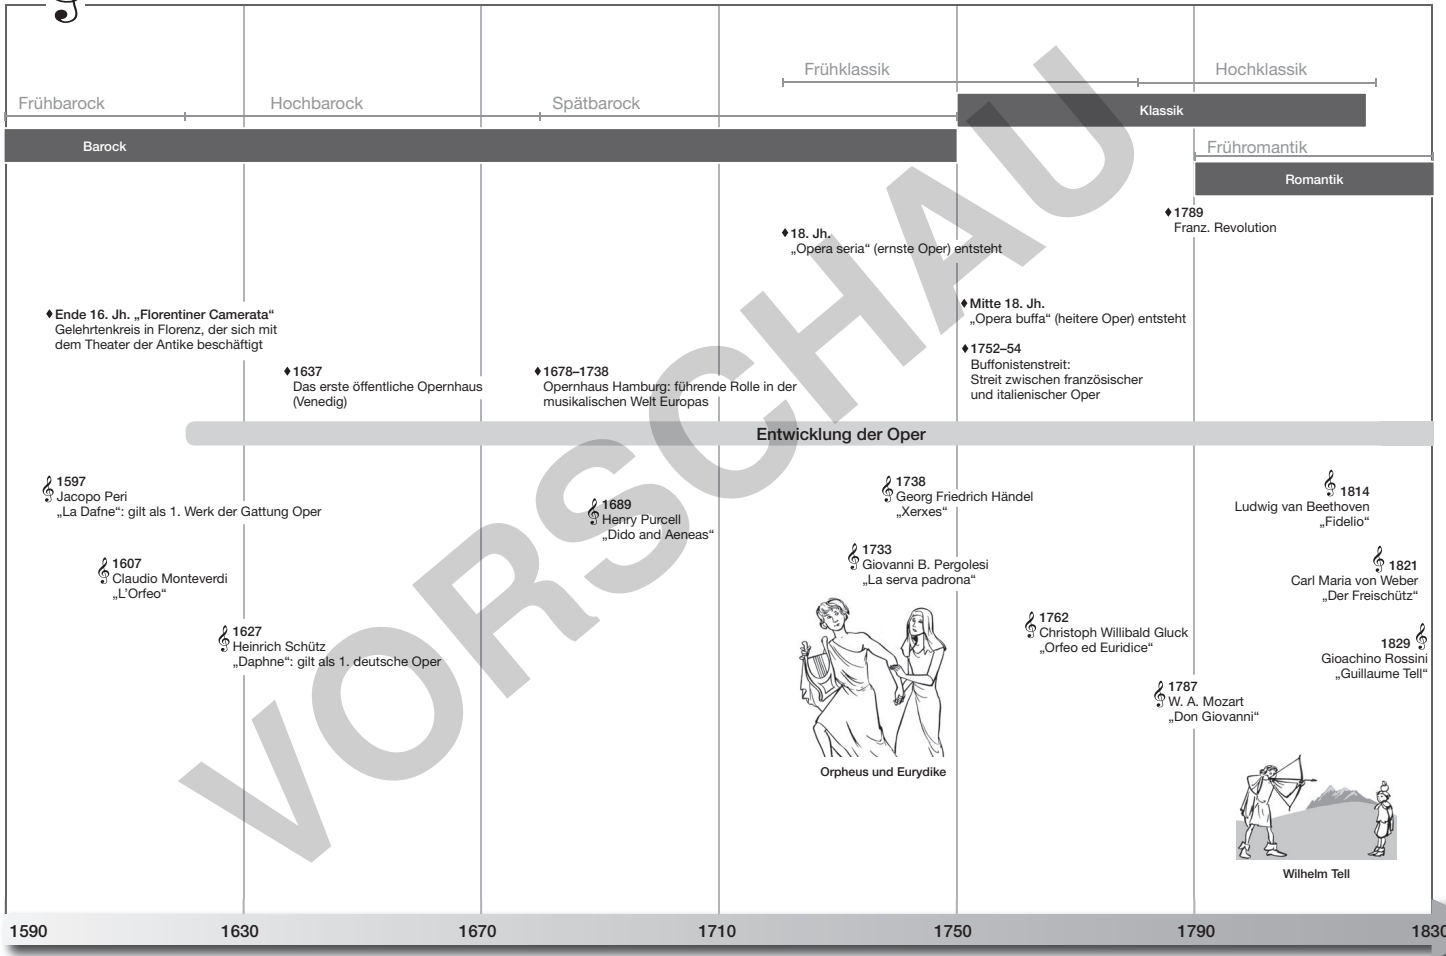 Frühklassik
Hochklassik
Frühbarock
Hochbarock
Spätbarock
Klassik
Barock
Frühromantik
Romantik
♦1789
Franz. Revolution
♦18. Jh.
„Opera seria“ (ernste Oper) entsteht
♦Ende 16. Jh. „Florentiner Camerata“
Gelehrtenkreis in Florenz, der sich mit
dem Theater der Antike beschäftigt
♦Mitte 18. Jh.
„Opera buffa“ (heitere Oper) entsteht
♦1752–54
Buffonistenstreit:
Streit zwischen französischer
und italienischer Oper
♦1637
Das erste öffentliche Opernhaus
(Venedig)
♦1678–1738
Opernhaus Hamburg: führende Rolle in der
musikalischen Welt Europas
Entwicklung der Oper
1597
Jacopo Peri
„La Dafne“: gilt als 1. Werk der Gattung Oper
1607
Claudio Monteverdi
„L’Orfeo“
1627
Heinrich Schütz
„Daphne“: gilt als 1. deutsche Oper
1689
Henry Purcell
„Dido and Aeneas“
1738
Georg Friedrich Händel
„Xerxes“
1733
Giovanni B. Pergolesi
„La serva padrona“
1762
Christoph Willibald Gluck
„Orfeo ed Euridice“
1787
W. A. Mozart
„Don Giovanni“
1814
Ludwig van Beethoven
„Fidelio“
1821
Carl Maria von Weber
„Der Freischütz“
1829
Gioachino Rossini
„Guillaume Tell“
Orpheus und Eurydike
Wilhelm Tell
1590
1630
1670
1710
1750
1790
1830
VORSCHAU